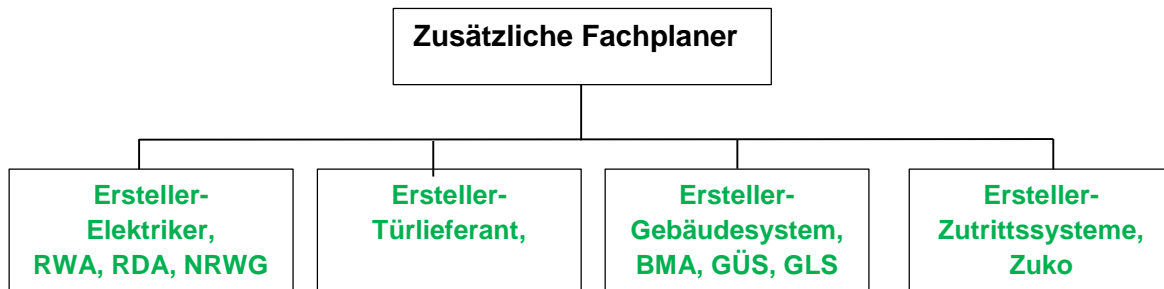 Zusätzliche Fachplaner
Ersteller-
Elektriker,
RWA, RDA, NRWG
Ersteller-
Türlieferant,
Ersteller-
Gebäudesystem,
BMA, GÜS, GLS
Ersteller-
Zutrittssysteme,
Zuko